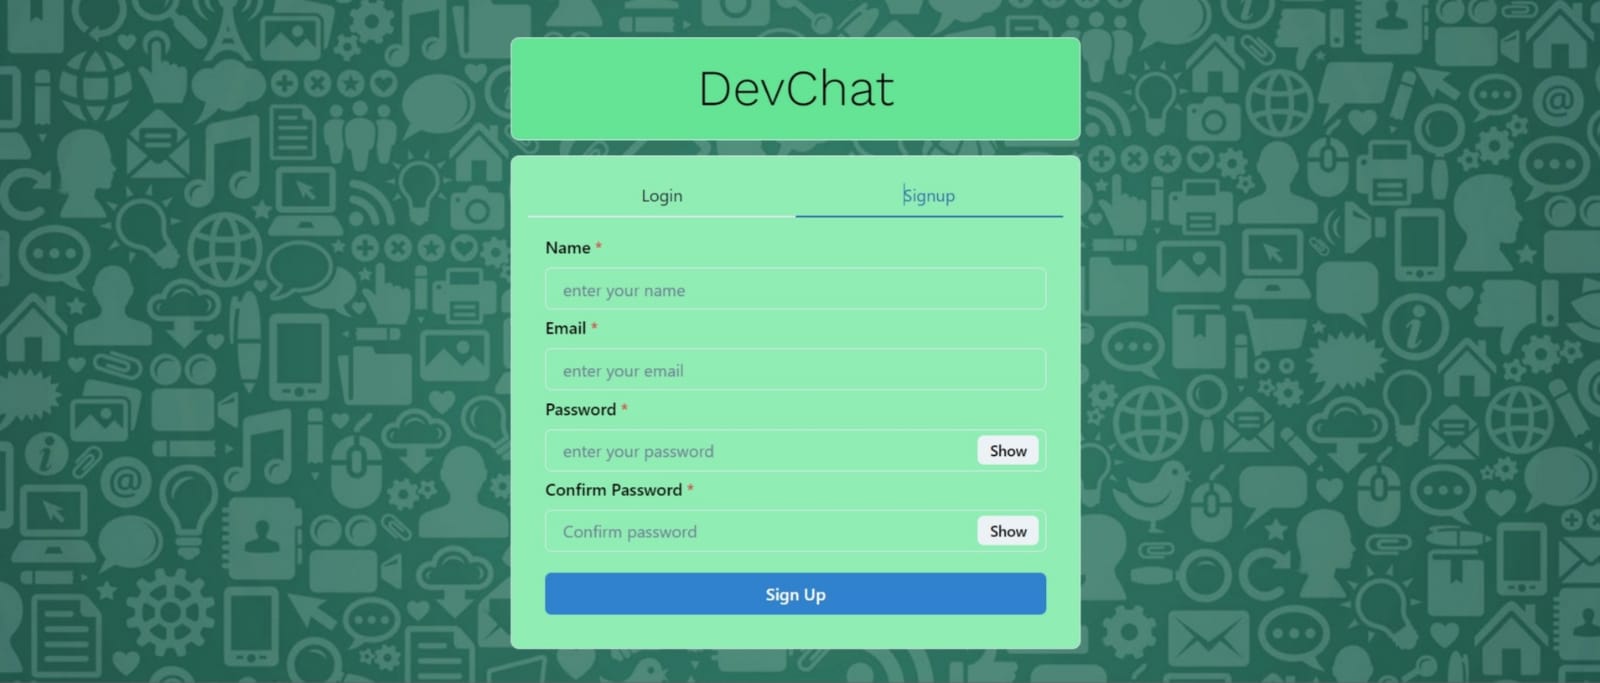 DevChat
Login
Signup
Name *
enter your name
Email *
enter your email
Password *
enter your password
Show
Confirm Password *
Confirm password
Show
Sign Up